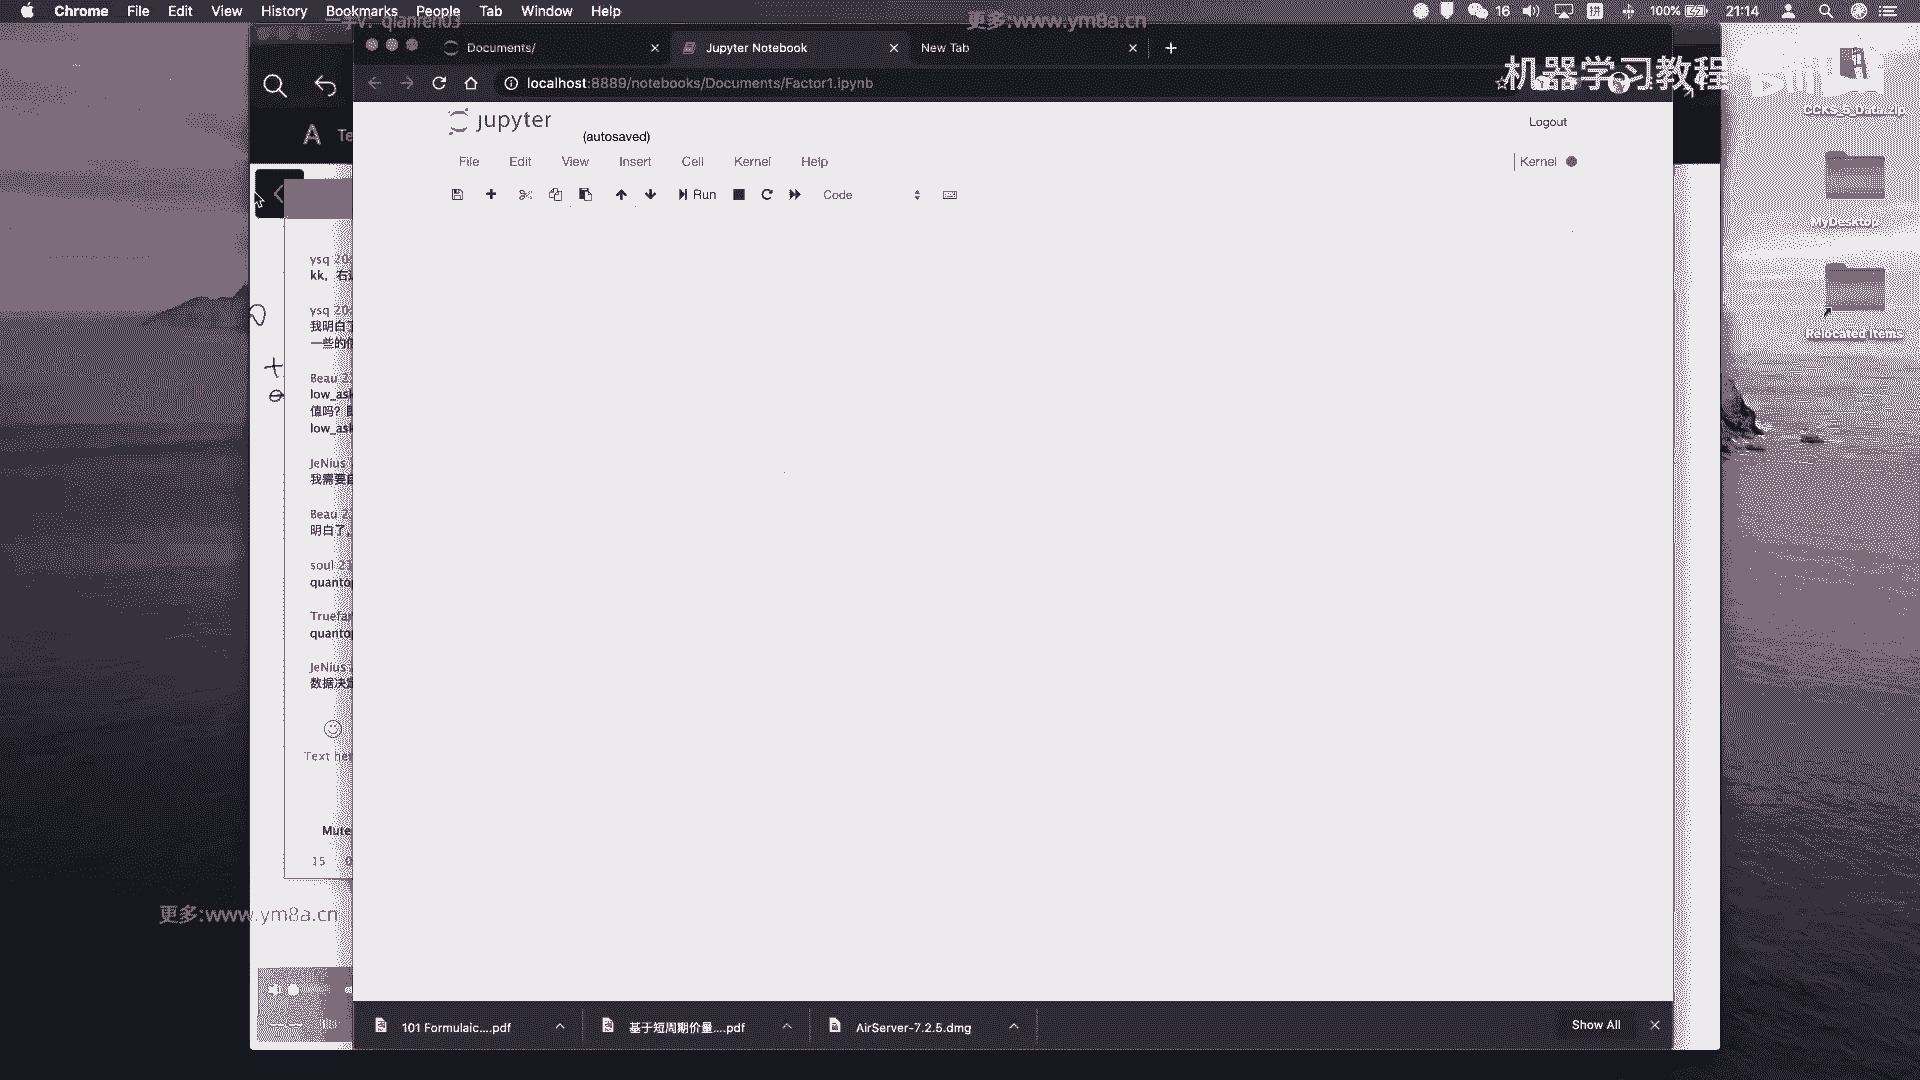 Chrome File Edit View History Bookmarks People Tab Window Help
16 100% 21:14
更多:www.ym8a.cn
Documents/
Jupyter Notebook
New Tab
localhost:8889/notebooks/Documents/Factor1.ipynb
机器学习教程
CCKS_5_Data.zip
jupyter
(autosaved)
Logout
File Edit View Insert Cell Kernel Help
Kernel
Run
Code
MyDesktop
Relocated Items
ysq 20
kk，右
ysq 20
我明白
一些的
Beau 2
low_ask
值吗？
low_ask
JeNius
我需要
Beau 2
明白了，
soul 2
quanto
Truefa
quanto
JeNius
数据决
Text he
Mute
15
更多:www.ym8a.cn
101 Formulaic....pdf
基于短周期价量....pdf
AirServer-7.2.5.dmg
Show All